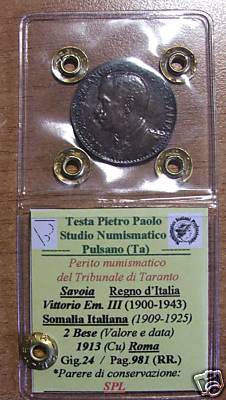 Testa Pietro Paolo
Studio Numismatico
Pulsano (Ta)
Perito numismatico
del Tribunale di Taranto
Savoia Regno d'Italia
Vittorio Em. III (1900-1943)
Somalia Italiana (1909-1925)
2 Bese (Valore e data)
1913 (Cu) Roma
Gig.24 / Pag.981 (RR.)
*Parere di conservazione:
SPL